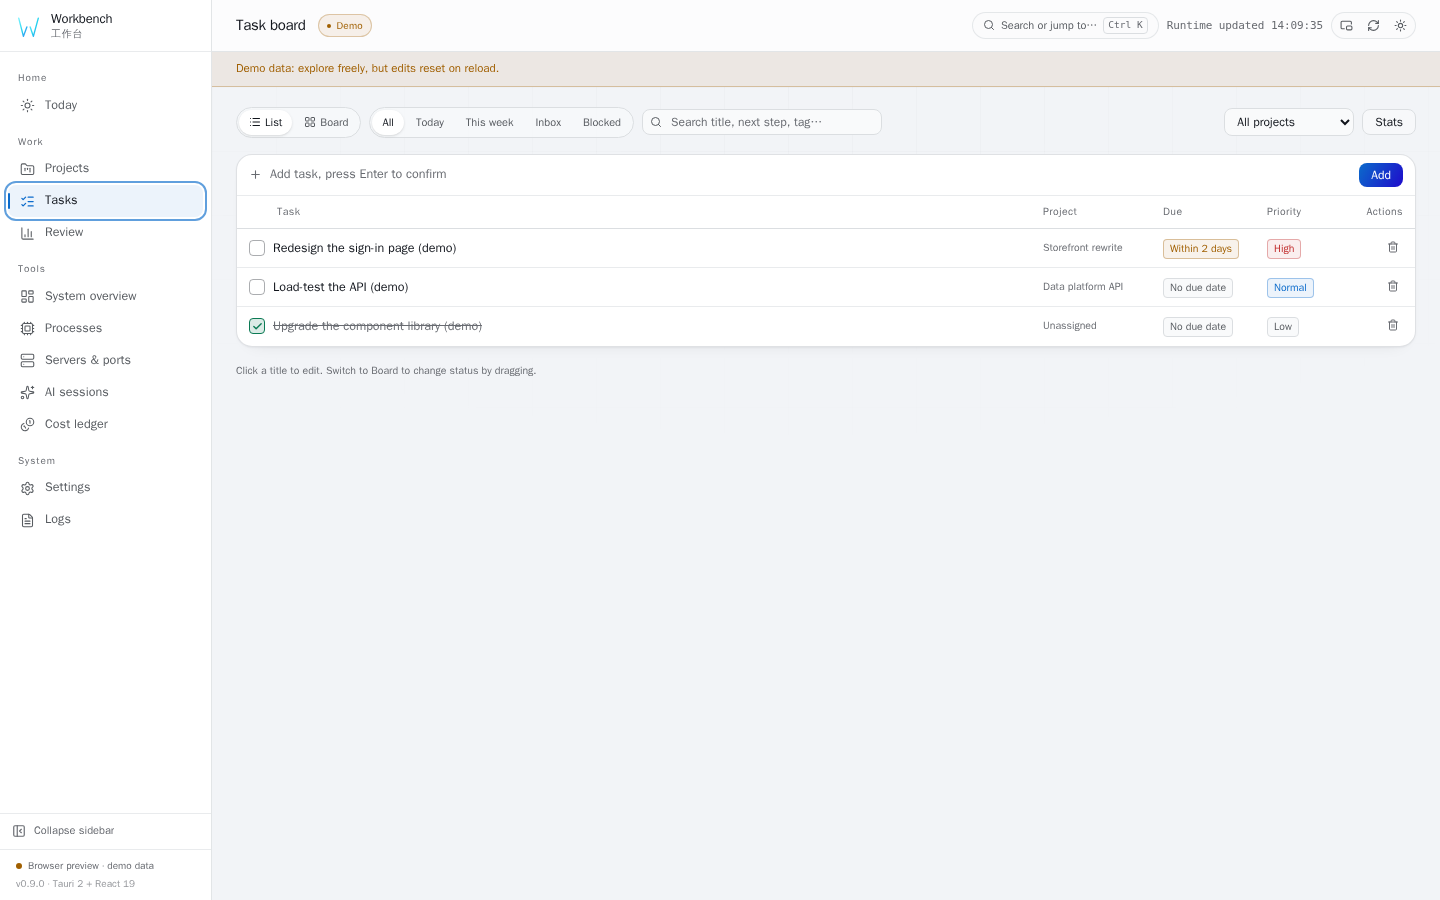 Workbench
工作台
Home
Today
Work
Projects
Tasks
Review
Tools
System overview
Processes
Servers & ports
AI sessions
Cost ledger
System
Settings
Logs
Collapse sidebar
Browser preview · demo data
v0.9.0 · Tauri 2 + React 19
Task board
Demo
Search or jump to···
Ctrl K
Runtime updated 14:09:35
Demo data: explore freely, but edits reset on reload.
List
Board
All
Today
This week
Inbox
Blocked
Search title, next step, tag···
All projects
Stats
Add task, press Enter to confirm
Add
Task Project Due Priority Actions
Redesign the sign-in page (demo) Storefront rewrite Within 2 days High
Load-test the API (demo) Data platform API No due date Normal
Upgrade the component library (demo) Unassigned No due date Low
Click a title to edit. Switch to Board to change status by dragging.